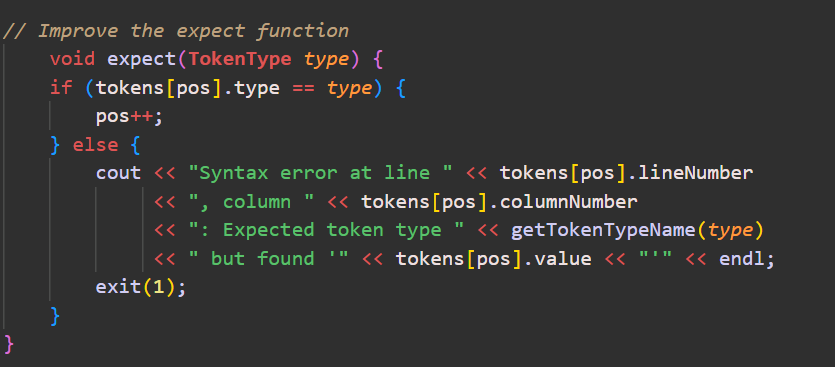 // Improve the expect function
    void expect(TokenType type) {
    if (tokens[pos].type == type) {
        pos++;
    } else {
        cout << "Syntax error at line " << tokens[pos].lineNumber
             << ", column " << tokens[pos].columnNumber
             << ": Expected token type " << getTokenTypeName(type)
             << " but found '" << tokens[pos].value << "'" << endl;
        exit(1);
    }
}